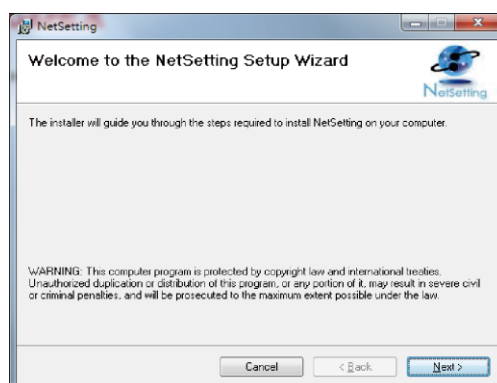 NetSetting
Welcome to the NetSetting Setup Wizard
NetSetting
The installer will guide you through the steps required to install NetSetting on your computer.
WARNING: This computer program is protected by copyright law and international treaties.
Unauthorized duplication or distribution of this program, or any portion of it, may result in severe civil
or criminal penalties, and will be prosecuted to the maximum extent possible under the law.
Cancel
< Back
Next >